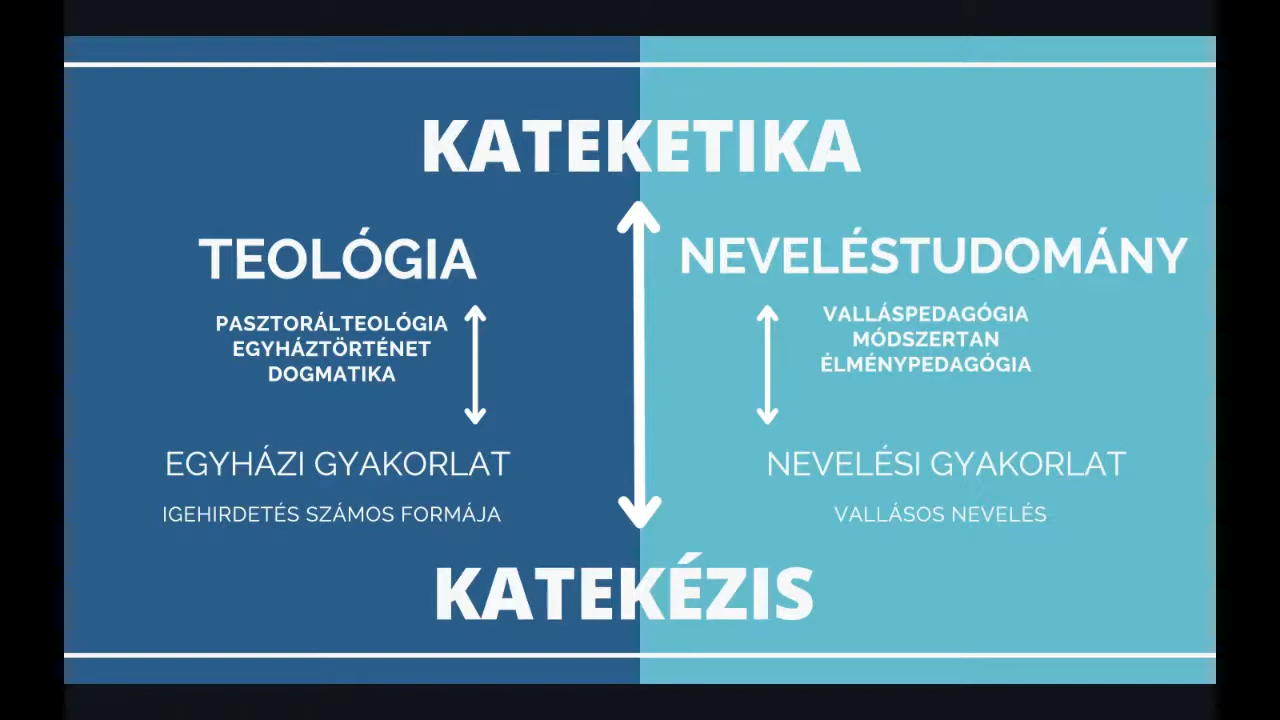 KATEKETIKA
TEOLÓGIA
PASZTORÁLTEOLÓGIA
EGYHÁZTÖRTÉNET
DOGMATIKA
EGYHÁZI GYAKORLAT
IGEHIRDETÉS SZÁMOS FORMÁJA
NEVELÉSTUDOMÁNY
VALLÁSPEDAGÓGIA
MÓDSZERTAN
ÉLMÉNYPEDAGÓGIA
NEVELÉSI GYAKORLAT
VALLÁSOS NEVELÉS
KATEKÉZIS